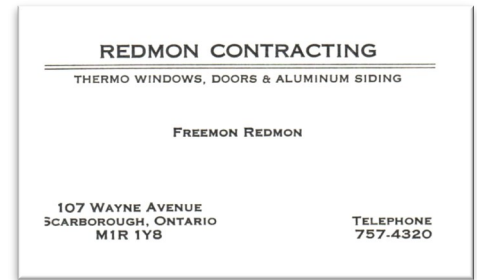 REDMON CONTRACTING
THERMO WINDOWS, DOORS & ALUMINUM SIDING
FREEMON REDMON
107 WAYNE AVENUE
SCARBOROUGH, ONTARIO
M1R 1Y8
TELEPHONE
757-4320